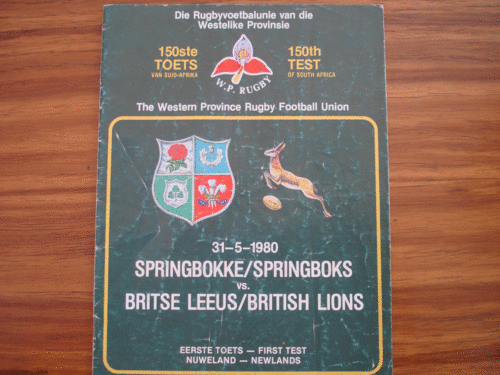 Die Rugbyvoetbalunie van die
Westelike Provinsie
150ste
TOETS
VAN SUID-AFRIKA
150th
TEST
OF SOUTH AFRICA
W.P. RUGBY
The Western Province Rugby Football Union
31-5-1980
SPRINGBOKKE/SPRINGBOKS
vs.
BRITSE LEEUS/BRITISH LIONS
EERSTE TOETS — FIRST TEST
NUWELAND — NEWLANDS